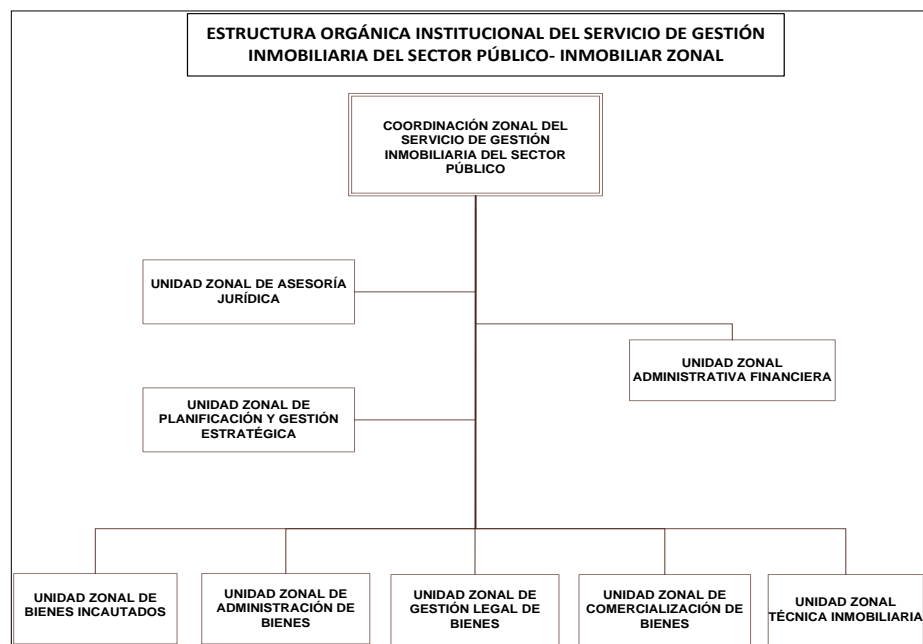 ESTRUCTURA ORGÁNICA INSTITUCIONAL DEL SERVICIO DE GESTIÓN
INMOBILIARIA DEL SECTOR PÚBLICO- INMOBILIAR ZONAL
COORDINACIÓN ZONAL DEL
SERVICIO DE GESTIÓN
INMOBILIARIA DEL SECTOR
PÚBLICO
UNIDAD ZONAL DE ASESORÍA
JURÍDICA
UNIDAD ZONAL
ADMINISTRATIVA FINANCIERA
UNIDAD ZONAL DE
PLANIFICACIÓN Y GESTIÓN
ESTRATÉGICA
UNIDAD ZONAL DE
BIENES INCAUTADOS
UNIDAD ZONAL DE
ADMINISTRACIÓN DE
BIENES
UNIDAD ZONAL DE
GESTIÓN LEGAL DE
BIENES
UNIDAD ZONAL DE
COMERCIALIZACIÓN DE
BIENES
UNIDAD ZONAL
TÉCNICA INMOBILIARIA